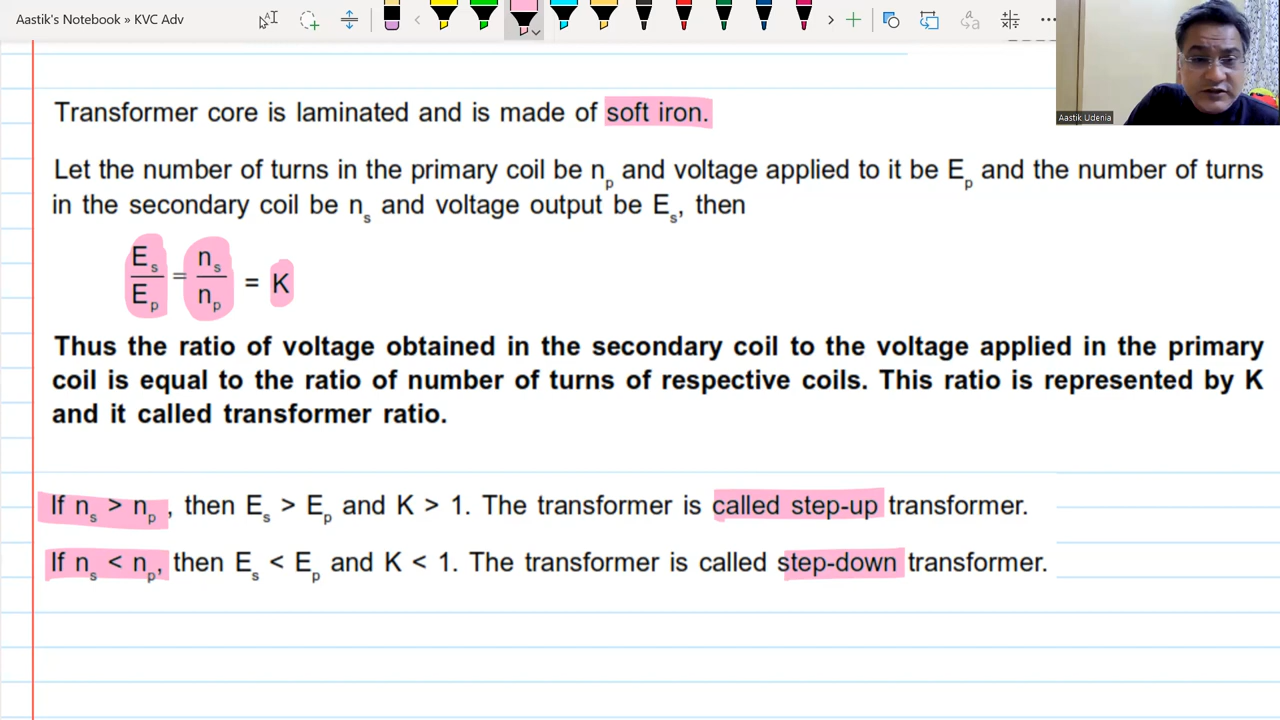 Aastik's Notebook » KVC Adv
Aastik Udenia
Transformer core is laminated and is made of soft iron.
Let the number of turns in the primary coil be nₚ and voltage applied to it be Eₚ and the number of turns
in the secondary coil be nₛ and voltage output be Eₛ, then
Eₛ/Eₚ = nₛ/nₚ = K
Thus the ratio of voltage obtained in the secondary coil to the voltage applied in the primary
coil is equal to the ratio of number of turns of respective coils. This ratio is represented by K
and it called transformer ratio.
If nₛ > nₚ, then Eₛ > Eₚ and K > 1. The transformer is called step-up transformer.
If nₛ < nₚ, then Eₛ < Eₚ and K < 1. The transformer is called step-down transformer.